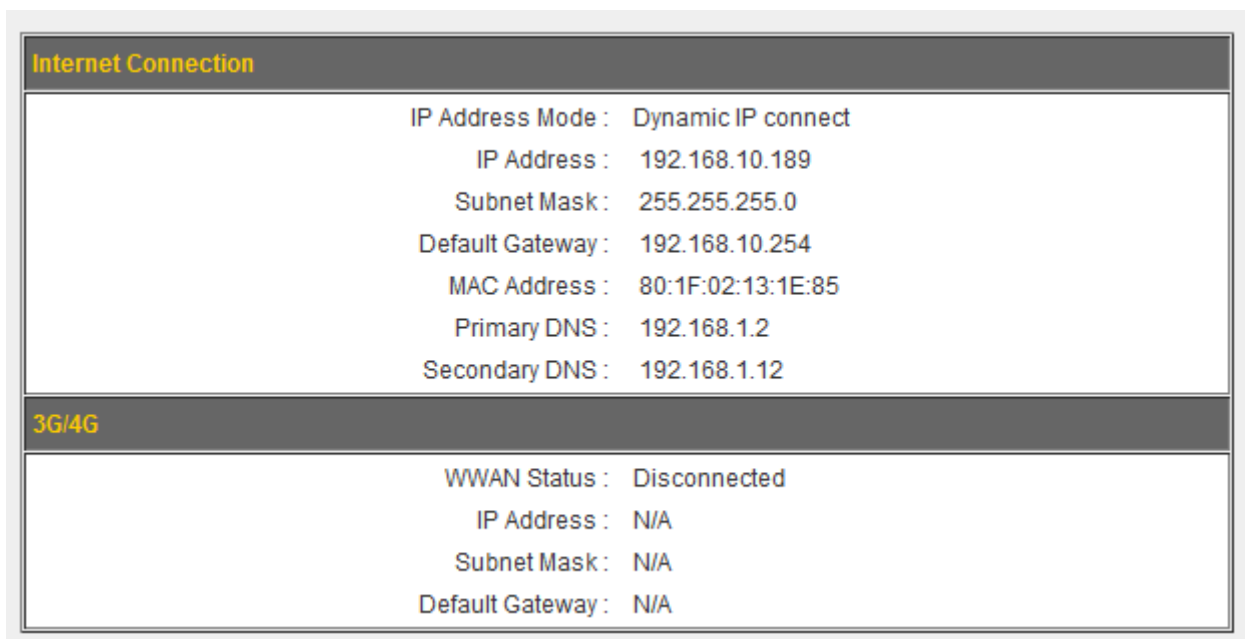 Internet Connection
IP Address Mode : Dynamic IP connect
IP Address : 192.168.10.189
Subnet Mask : 255.255.255.0
Default Gateway : 192.168.10.254
MAC Address : 80:1F:02:13:1E:85
Primary DNS : 192.168.1.2
Secondary DNS : 192.168.1.12
3G/4G
WWAN Status : Disconnected
IP Address : N/A
Subnet Mask : N/A
Default Gateway : N/A